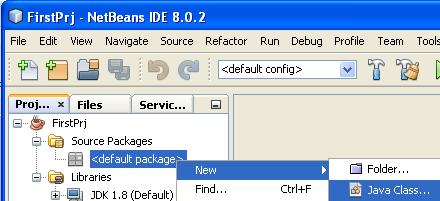 FirstPrj - NetBeans IDE 8.0.2
File Edit View Navigate Source Refactor Run Debug Profile Team Tools
<default config>
Proj... × Files Servic...
FirstPrj
Source Packages
<default package>
New Folder...
Libraries
Find... Ctrl+F Java Class...
JDK 1.8 (Default)